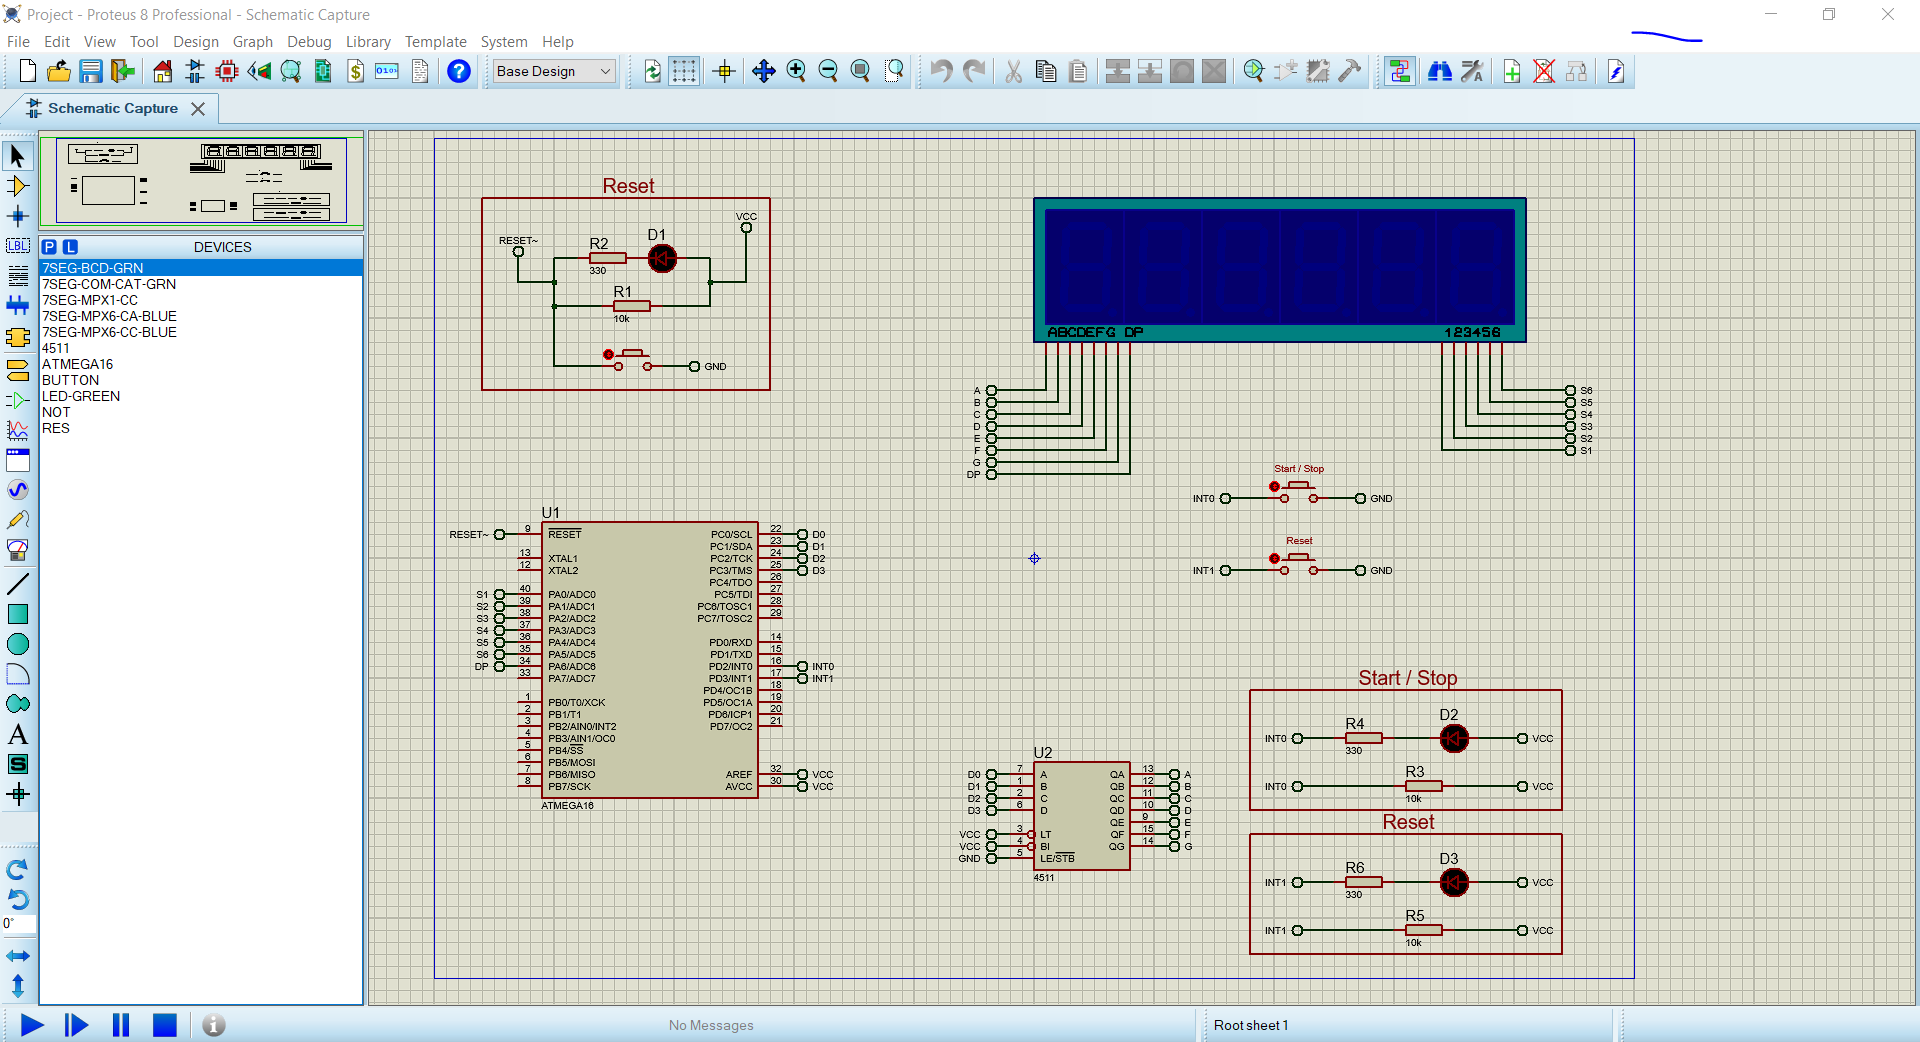 Project - Proteus 8 Professional - Schematic Capture
File Edit View Tool Design Graph Debug Library Template System Help
Base Design
Schematic Capture
P L DEVICES
7SEG-BCD-GRN
7SEG-COM-CAT-GRN
7SEG-MPX1-CC
7SEG-MPX6-CA-BLUE
7SEG-MPX6-CC-BLUE
4511
ATMEGA16
BUTTON
LED-GREEN
NOT
RES
LBL
A
S
0°
Reset
VCC
RESET~
R2
D1
330
R1
10k
GND
ABCDEFG DP
123456
A
B
C
D
E
F
G
DP
S6
S5
S4
S3
S2
S1
Start / Stop
INT0 GND
Reset
INT1 GND
U1
RESET~ 9 RESET
13 XTAL1
12 XTAL2
S1 40 PA0/ADC0
S2 39 PA1/ADC1
S3 38 PA2/ADC2
S4 37 PA3/ADC3
S5 36 PA4/ADC4
S6 35 PA5/ADC5
DP 34 PA6/ADC6
33 PA7/ADC7
1 PB0/T0/XCK
2 PB1/T1
3 PB2/AIN0/INT2
4 PB3/AIN1/OC0
5 PB4/SS
6 PB5/MOSI
7 PB6/MISO
8 PB7/SCK
PC0/SCL 22 D0
PC1/SDA 23 D1
PC2/TCK 24 D2
PC3/TMS 25 D3
PC4/TDO 26
PC5/TDI 27
PC6/TOSC1 28
PC7/TOSC2 29
PD0/RXD 14
PD1/TXD 15
PD2/INT0 16 INT0
PD3/INT1 17 INT1
PD4/OC1B 18
PD5/OC1A 19
PD6/ICP1 20
PD7/OC2 21
AREF 32 VCC
AVCC 30 VCC
ATMEGA16
U2
D0 7 A QA 13 A
D1 1 B QB 12 B
D2 2 C QC 11 C
D3 6 D QD 10 D
QE 9 E
VCC 3 LT QF 15 F
VCC 4 BI QG 14 G
GND 5 LE/STB
4511
Start / Stop
R4
D2
INT0 VCC
330
R3
INT0 VCC
10k
Reset
R6
D3
INT1 VCC
330
R5
INT1 VCC
10k
No Messages
Root sheet 1